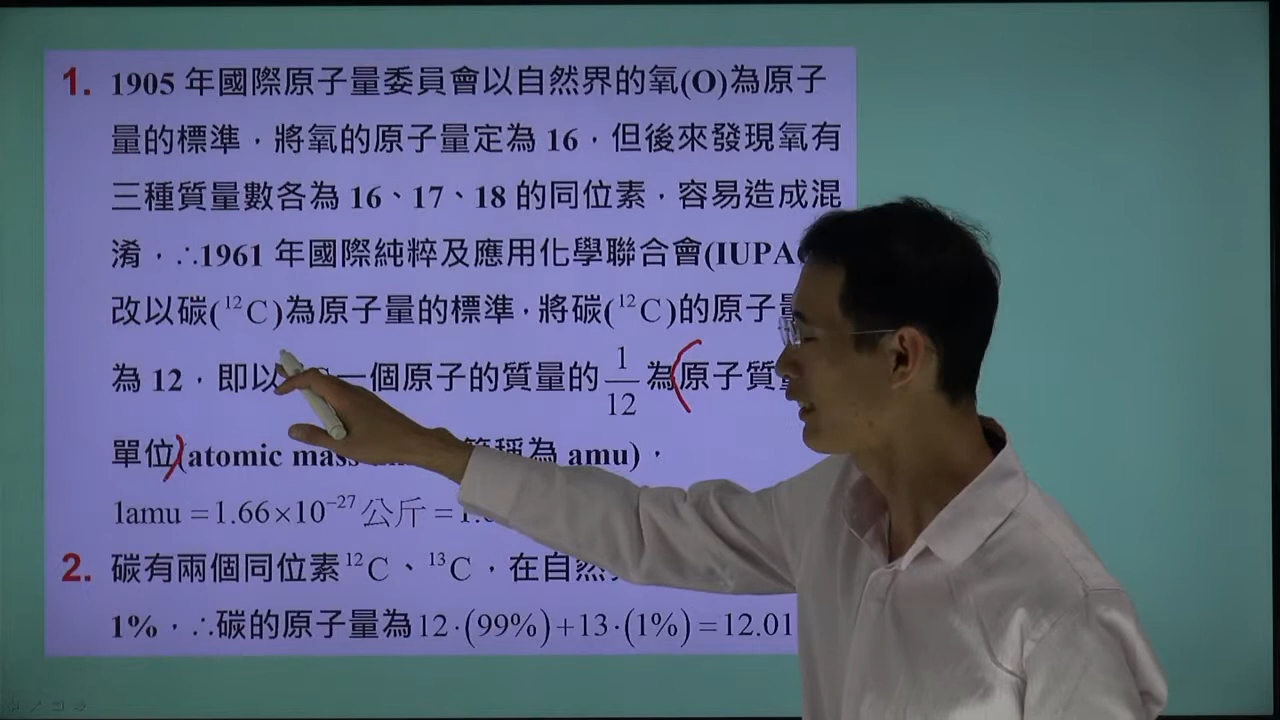 1. 1905 年國際原子量委員會以自然界的氧(O)為原子
量的標準，將氧的原子量定為 16，但後來發現氧有
三種質量數各為 16、17、18 的同位素，容易造成混
淆，∴1961 年國際純粹及應用化學聯合會(IUPA
改以碳(¹²C)為原子量的標準，將碳(¹²C)的原子量
為 12，即以 一個原子的質量的 1/12 為(原子質
單位)(atomic mass 簡稱為 amu)，
1amu = 1.66×10⁻²⁷ 公斤 = 1.
2. 碳有兩個同位素¹²C、¹³C，在自然
1%，∴碳的原子量為12·(99%)+13·(1%)=12.01